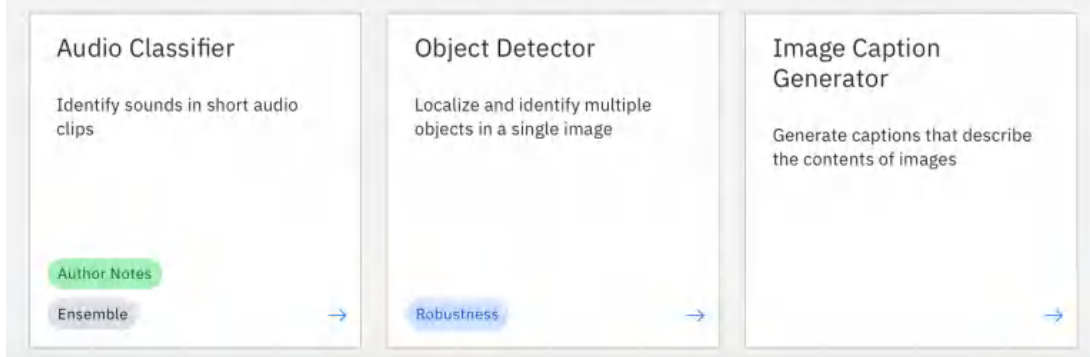 Audio Classifier
Identify sounds in short audio
clips
Author Notes
Ensemble
Object Detector
Localize and identify multiple
objects in a single image
Robustness
Image Caption
Generator
Generate captions that describe
the contents of images